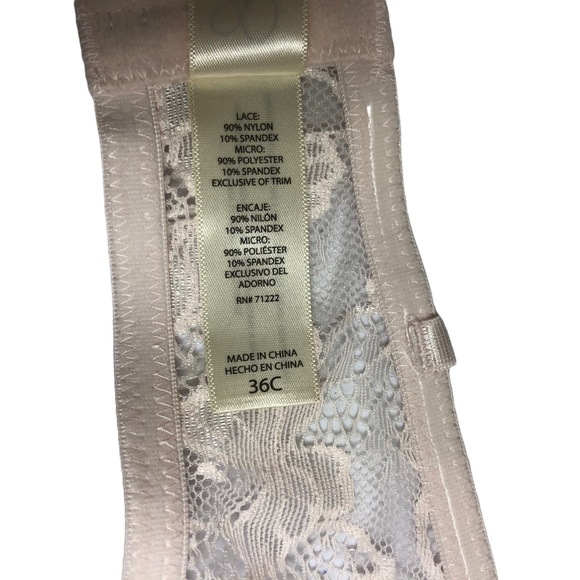 LACE:
90% NYLON
10% SPANDEX
MICRO:
90% POLYESTER
10% SPANDEX
EXCLUSIVE OF TRIM
ENCAJE:
90% NILÓN
10% SPANDEX
MICRO:
90% POLIÉSTER
10% SPANDEX
EXCLUSIVO DEL
ADORNO
RN# 71222
MADE IN CHINA
HECHO EN CHINA
36C